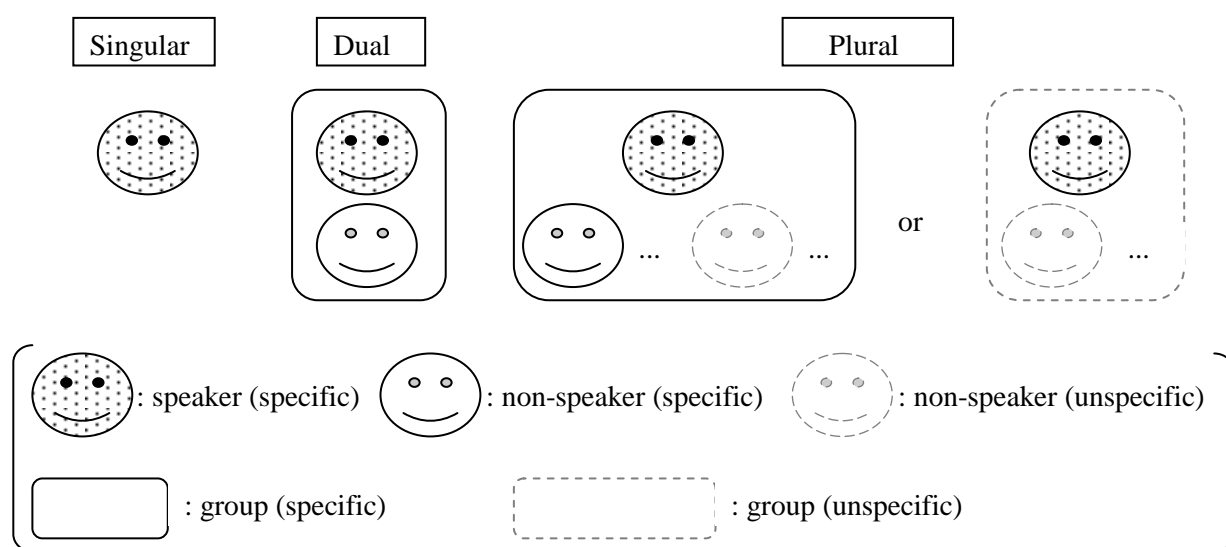 Singular Dual Plural
... ... or ...
: speaker (specific) : non-speaker (specific) : non-speaker (unspecific)
: group (specific) : group (unspecific)